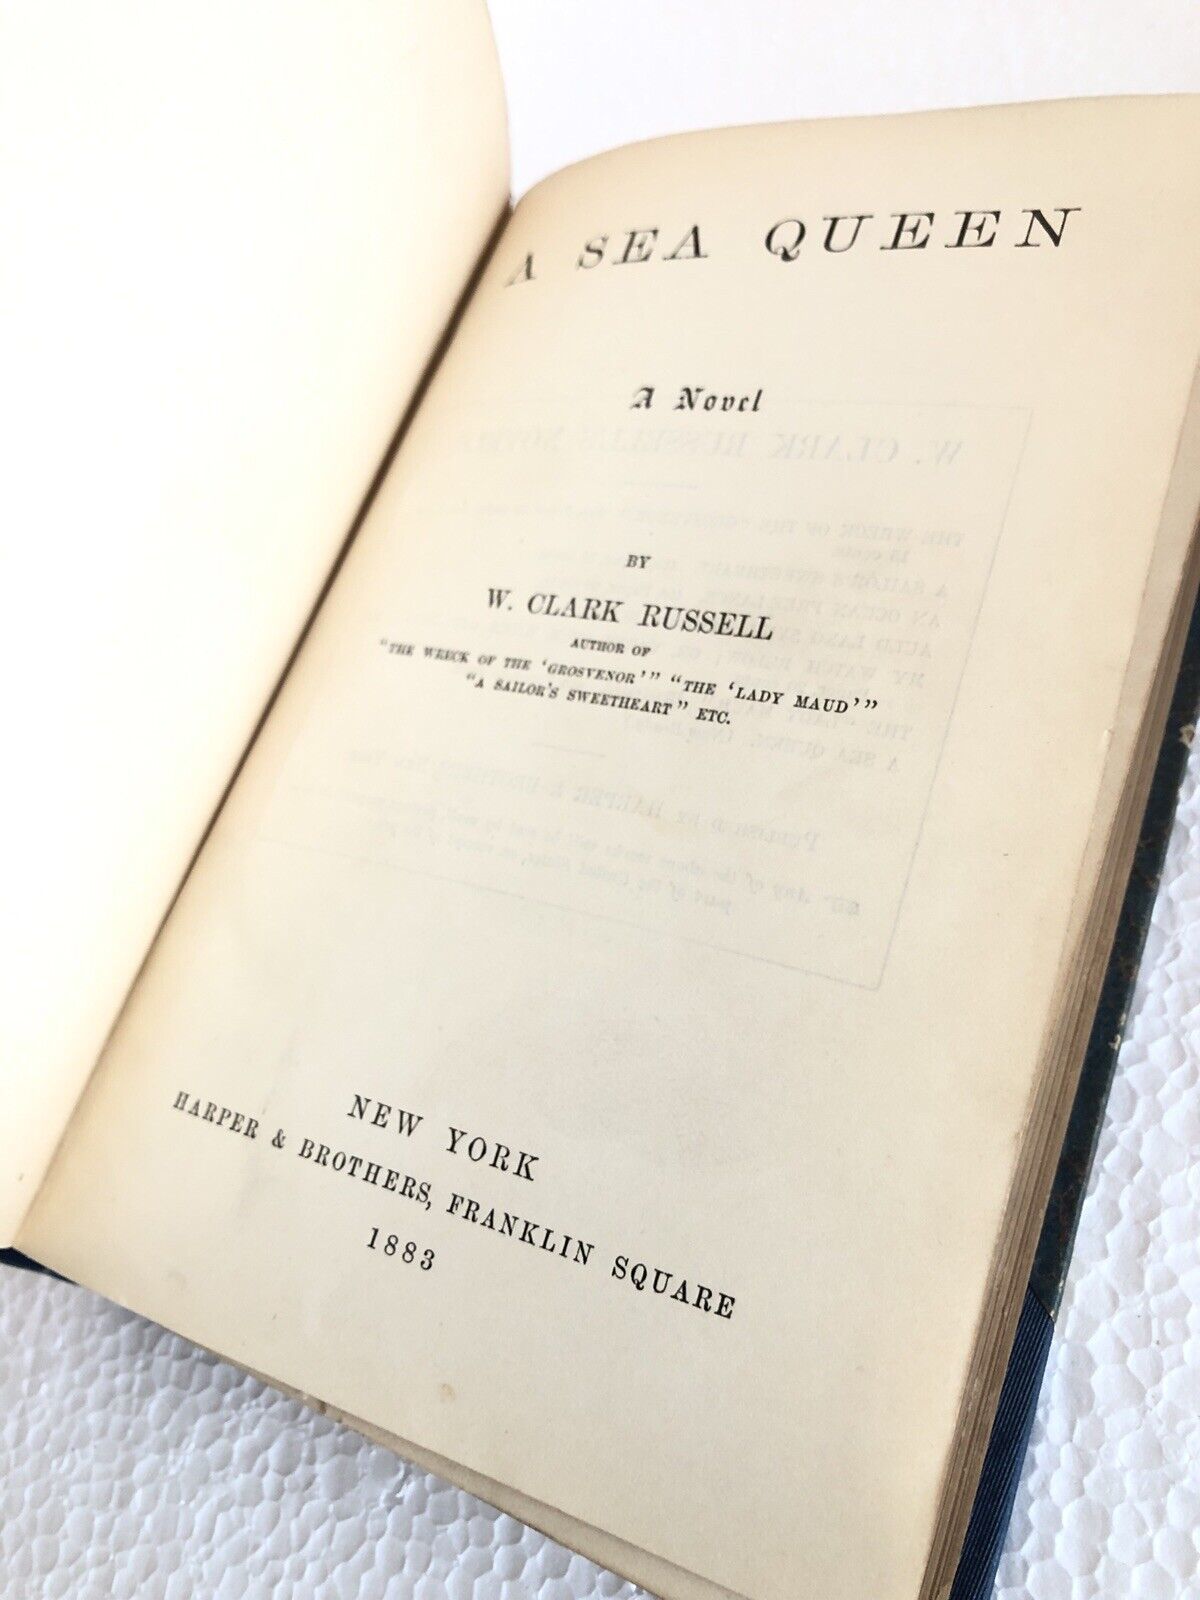 A SEA QUEEN
A Novel
BY
W. CLARK RUSSELL
AUTHOR OF
"THE WRECK OF THE 'GROSVENOR'" "THE 'LADY MAUD'"
"A SAILOR'S SWEETHEART" ETC.
NEW YORK
HARPER & BROTHERS, FRANKLIN SQUARE
1883